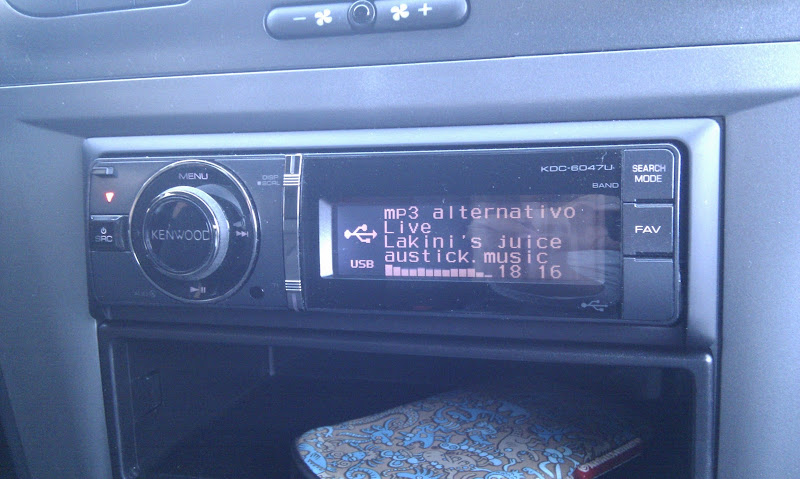 MENU
DISP
SCRL
SRC
KENWOOD
KDC-6047U
BAND
SEARCH
MODE
FAV
mp3 alternativo
Live
Lakini's juice
austick.music
18 16
USB